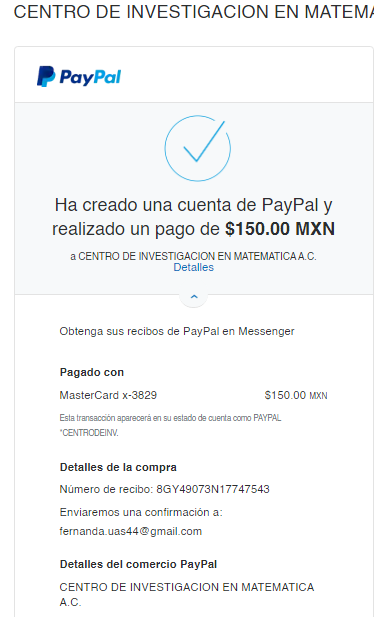 CENTRO DE INVESTIGACION EN MATEMA
PayPal
Ha creado una cuenta de PayPal y
realizado un pago de $150.00 MXN
a CENTRO DE INVESTIGACION EN MATEMATICA A.C.
Detalles
Obtenga sus recibos de PayPal en Messenger
Pagado con
MasterCard x-3829 $150.00 MXN
Esta transacción aparecerá en su estado de cuenta como PAYPAL
*CENTRODEINV.
Detalles de la compra
Número de recibo: 8GY49073N17747543
Enviaremos una confirmación a:
fernanda.uas44@gmail.com
Detalles del comercio PayPal
CENTRO DE INVESTIGACION EN MATEMATICA
A.C.